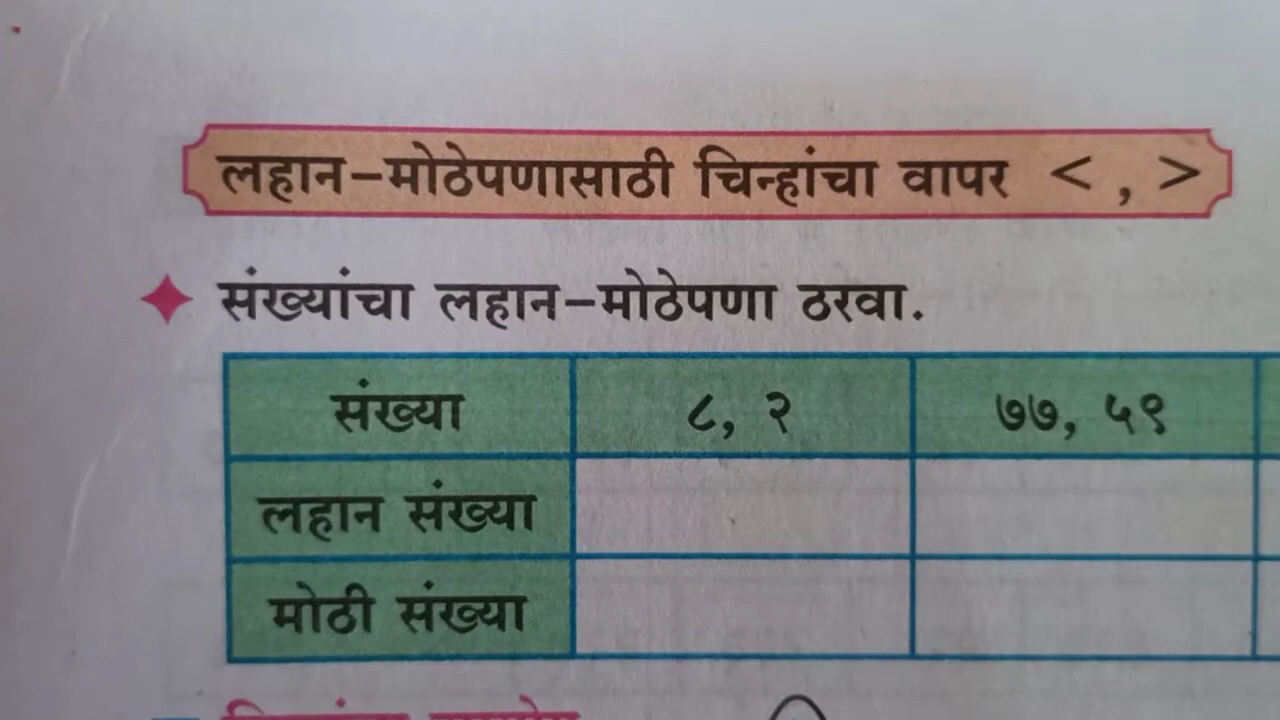 लहान–मोठेपणासाठी चिन्हांचा वापर < , >
संख्यांचा लहान–मोठेपणा ठरवा.
संख्या ८, २ ७७, ५९
लहान संख्या
मोठी संख्या